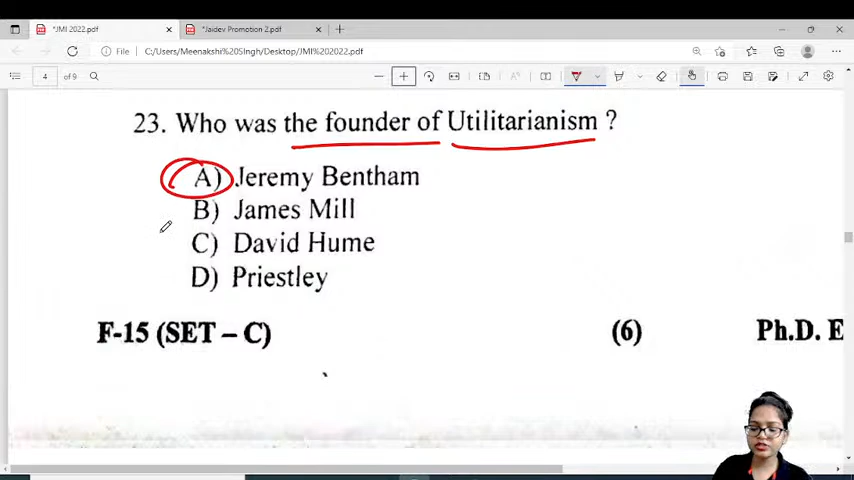 *JMI 2022.pdf
*Jaidev Promotion 2.pdf
File C:/Users/Meenakshi%20SIngh/Desktop/JMI%202022.pdf
4 of 9
23. Who was the founder of Utilitarianism ?
A) Jeremy Bentham
B) James Mill
C) David Hume
D) Priestley
F-15 (SET – C) (6) Ph.D. E